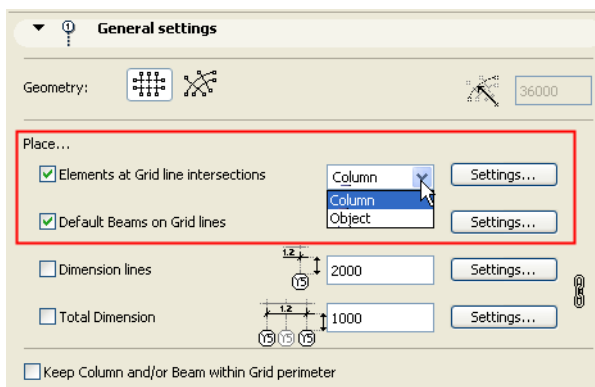 General settings
Geometry:
36000
Place...
Elements at Grid line intersections
Column
Settings...
Column
Object
Default Beams on Grid lines
Settings...
Dimension lines
1.2
Y5
2000
Settings...
Total Dimension
1.2
Y5 Y5 Y5
1000
Settings...
Keep Column and/or Beam within Grid perimeter